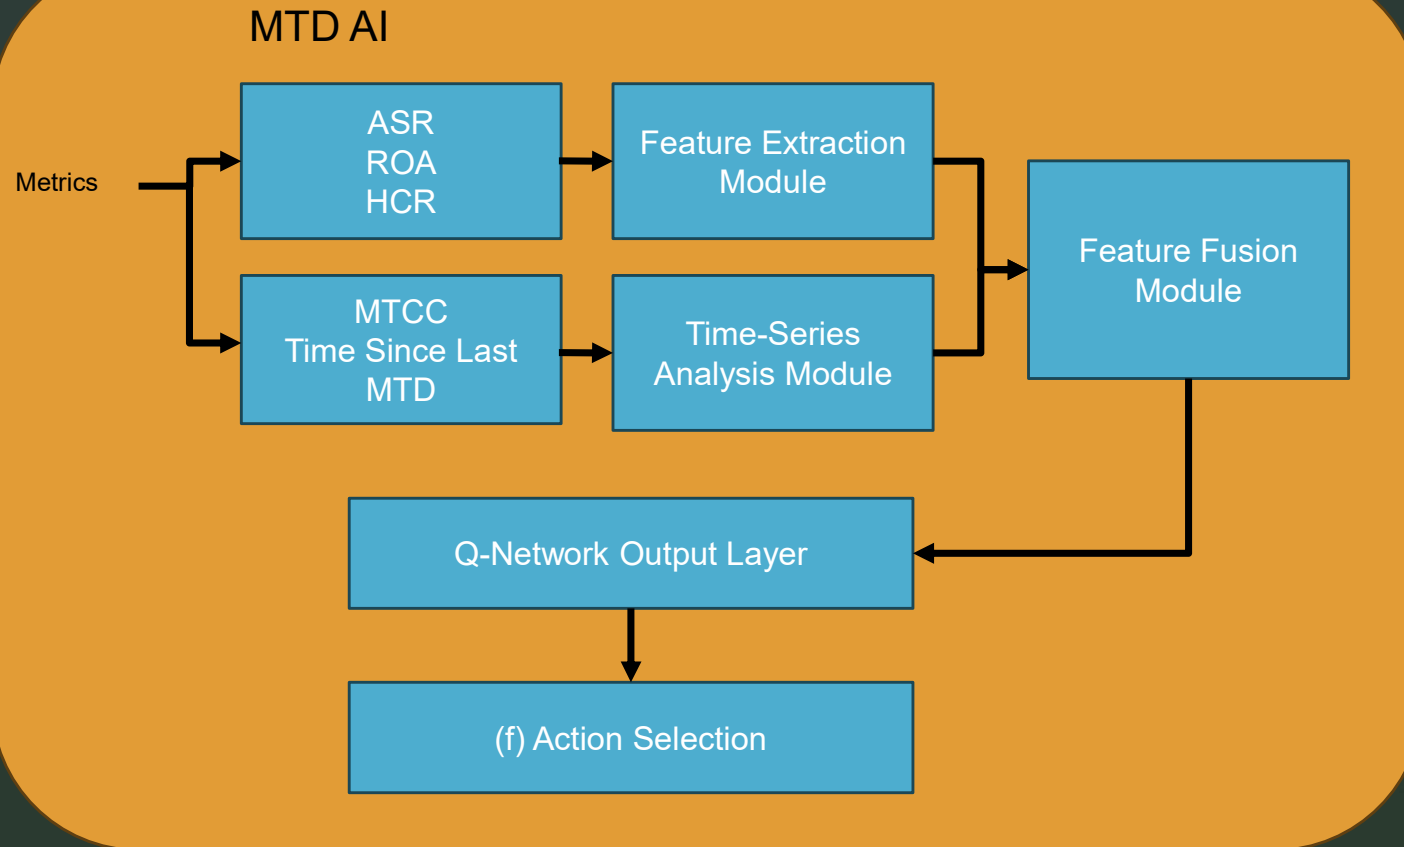 MTD AI
Metrics
ASR
ROA
HCR
Feature Extraction
Module
MTCC
Time Since Last
MTD
Time-Series
Analysis Module
Feature Fusion
Module
Q-Network Output Layer
(f) Action Selection